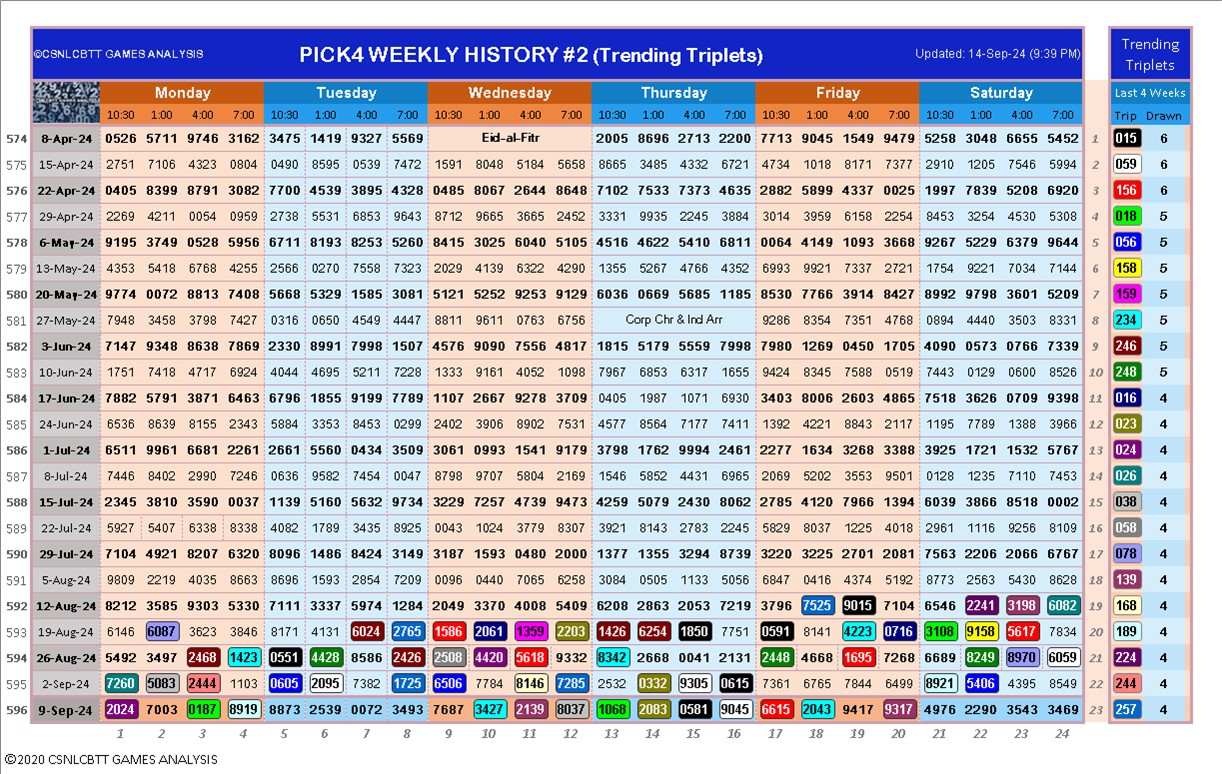 ©CSNLCBTT GAMES ANALYSIS PICK4 WEEKLY HISTORY #2 (Trending Triplets) Updated: 14-Sep-24 (9:39 PM) Trending
Triplets
Monday Tuesday Wednesday Thursday Friday Saturday Last 4 Weeks
10:30 1:00 4:00 7:00 10:30 1:00 4:00 7:00 10:30 1:00 4:00 7:00 10:30 1:00 4:00 7:00 10:30 1:00 4:00 7:00 10:30 1:00 4:00 7:00 Trip Drawn
574 8-Apr-24 0526 5711 9746 3162 3475 1419 9327 5569 Eid-al-Fitr 2005 8696 2713 2200 7713 9045 1549 9479 5258 3048 6655 5452 1 015 6
575 15-Apr-24 2751 7106 4323 0804 0490 8595 0539 7472 1591 8048 5184 5658 8665 3485 4332 6721 4734 1018 8171 7377 2910 1205 7546 5994 2 059 6
576 22-Apr-24 0405 8399 8791 3082 7700 4539 3895 4328 0485 8067 2644 8648 7102 7533 7373 4635 2882 5899 4337 0025 1997 7839 5208 6920 3 156 6
577 29-Apr-24 2269 4211 0054 0959 2738 5531 6853 9643 8712 9665 3665 2452 3331 9935 2245 3884 3014 3959 6158 2254 8453 3254 4530 5308 4 018 5
578 6-May-24 9195 3749 0528 5956 6711 8193 8253 5260 8415 3025 6040 5105 4516 4622 5410 6811 0064 4149 1093 3668 9267 5229 6379 9644 5 056 5
579 13-May-24 4353 5418 6768 4255 2566 0270 7558 7323 2029 4139 6322 4290 1355 5267 4766 4352 6993 9921 7337 2721 1754 9221 7034 7144 6 158 5
580 20-May-24 9774 0072 8813 7408 5668 5329 1585 3081 5121 5252 9253 9129 6036 0669 5685 1185 8530 7766 3914 8427 8992 9798 3601 5209 7 159 5
581 27-May-24 7948 3458 3798 7427 0316 0650 4549 4447 8811 9611 0763 6756 Corp Chr & Ind Arr 9286 8354 7351 4768 0894 4440 3503 8331 8 234 5
582 3-Jun-24 7147 9348 8638 7869 2330 8991 7998 1507 4576 9090 7556 4817 1815 5179 5559 7998 7980 1269 0450 1705 4090 0573 0766 7339 9 246 5
583 10-Jun-24 1751 7418 4717 6924 4044 4695 5211 7228 1333 9161 4052 1098 7967 6853 6317 1655 9424 8345 7588 0519 7443 0129 0600 8526 10 248 5
584 17-Jun-24 7882 5791 3871 6463 6796 1855 9199 7789 1107 2667 9278 3709 0405 1987 1071 6930 3403 8006 2603 4865 7518 3626 0709 9398 11 016 4
585 24-Jun-24 6536 8639 8155 2343 5884 3353 8453 0299 2402 3906 8902 7531 4577 8564 7177 7411 1392 4221 8843 2117 1195 7789 1388 3966 12 023 4
586 1-Jul-24 6511 9961 6681 2261 2661 5560 0434 3509 3061 0993 1541 9179 3798 1762 9994 2461 2277 1634 3268 3388 3925 1721 1532 5767 13 024 4
587 8-Jul-24 7446 8402 2990 7246 0636 9582 7454 0047 0798 9707 5804 2169 1546 5852 4431 6965 2065 5202 3553 9501 0128 1235 7110 7453 14 026 4
588 15-Jul-24 2345 3810 3590 0037 1139 5160 5632 9734 3229 7257 4739 9473 4259 5079 2430 8062 2785 4120 7966 1394 6039 3866 8518 0002 15 038 4
589 22-Jul-24 5927 5407 6338 8338 4082 1789 3435 8925 0043 1024 3779 8307 3921 8143 2783 2245 5829 8037 1225 4018 2961 1116 9256 8109 16 058 4
590 29-Jul-24 7104 4921 8207 6320 8096 1486 8424 3149 3187 1593 0480 2000 1377 1355 3294 8739 3220 3225 2701 2081 7563 2206 2066 6767 17 078 4
591 5-Aug-24 9809 2219 4035 8663 8696 1593 2854 7209 0096 0440 7065 6258 3084 0505 1133 5056 6847 0416 4374 5192 8773 2563 5430 8628 18 139 4
592 12-Aug-24 8212 3585 9303 5330 7111 3337 5974 1284 2049 3370 4008 5409 6208 2863 2053 7219 3796 7525 9015 7104 6546 2241 3198 6082 19 168 4
593 19-Aug-24 6146 6087 3623 3846 8171 4131 6024 2765 1586 2061 1359 2203 1426 6254 1850 7751 0591 8141 4223 0716 3108 9158 5617 7834 20 189 4
594 26-Aug-24 5492 3497 2468 1423 0551 4428 8586 2426 2508 4420 5618 9332 8342 2668 0041 2131 2448 4668 1695 7268 6689 8249 8970 6059 21 224 4
595 2-Sep-24 7260 5083 2444 1103 0605 2095 7382 1725 6506 7784 8146 7285 2532 0332 9305 0615 7361 6765 7844 6499 8921 5406 4395 8549 22 244 4
596 9-Sep-24 2024 7003 0187 8919 8873 2539 0072 3493 7687 3427 2139 8037 1068 2083 0581 9045 6615 2043 9417 9317 4976 2290 3543 3469 23 257 4
1 2 3 4 5 6 7 8 9 10 11 12 13 14 15 16 17 18 19 20 21 22 23 24
©2020 CSNLCBTT GAMES ANALYSIS